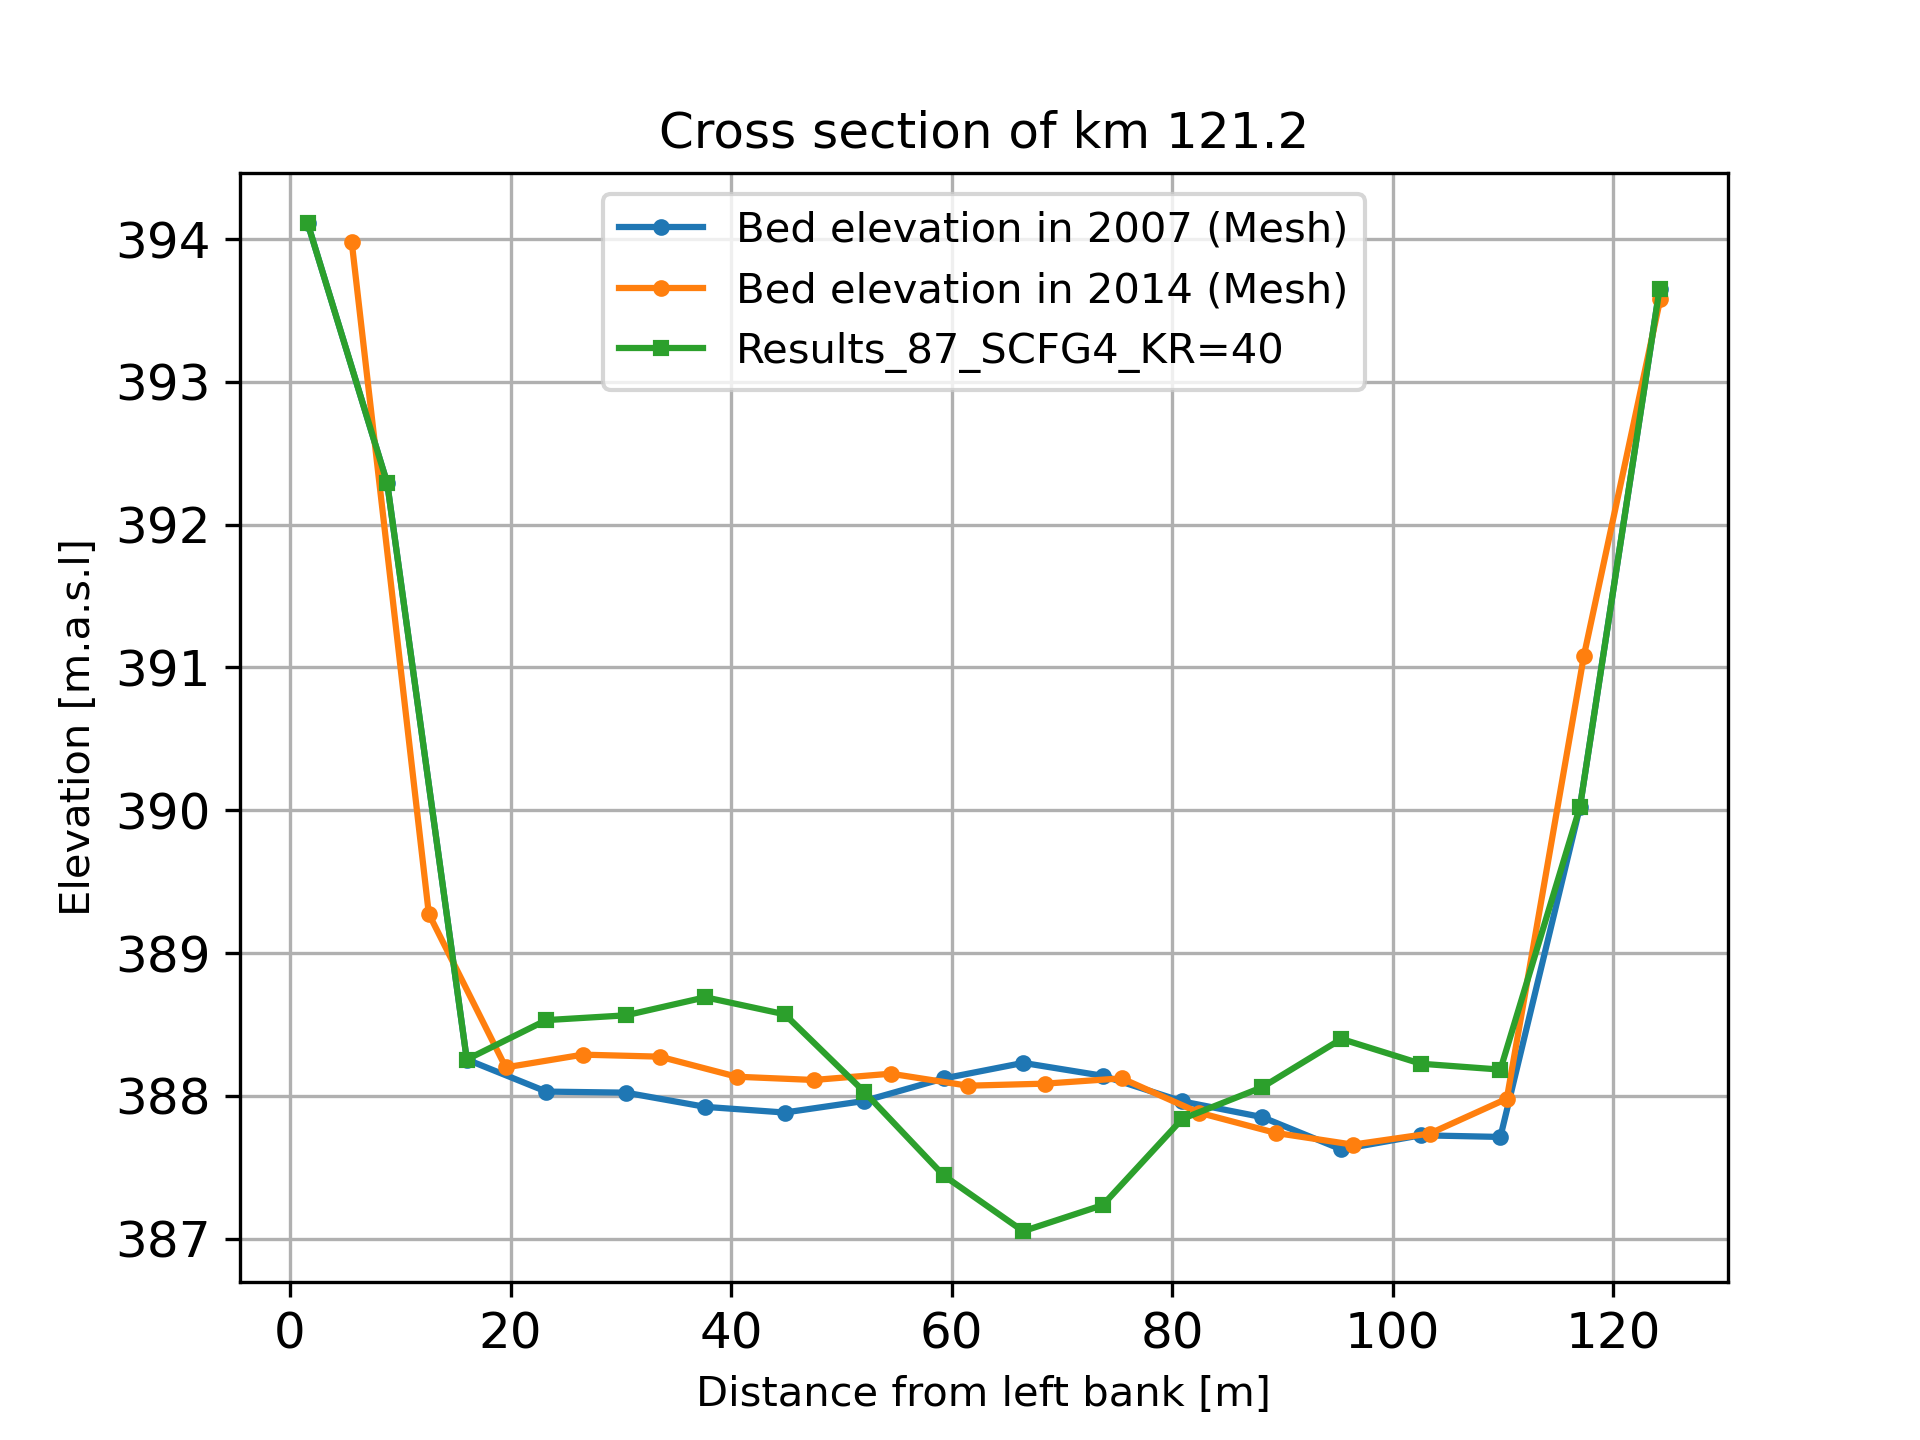 Cross section of km 121.2
Bed elevation in 2007 (Mesh)
Bed elevation in 2014 (Mesh)
Results_87_SCFG4_KR=40
Elevation [m.a.s.l]
394
393
392
391
390
389
388
387
0 20 40 60 80 100 120
Distance from left bank [m]